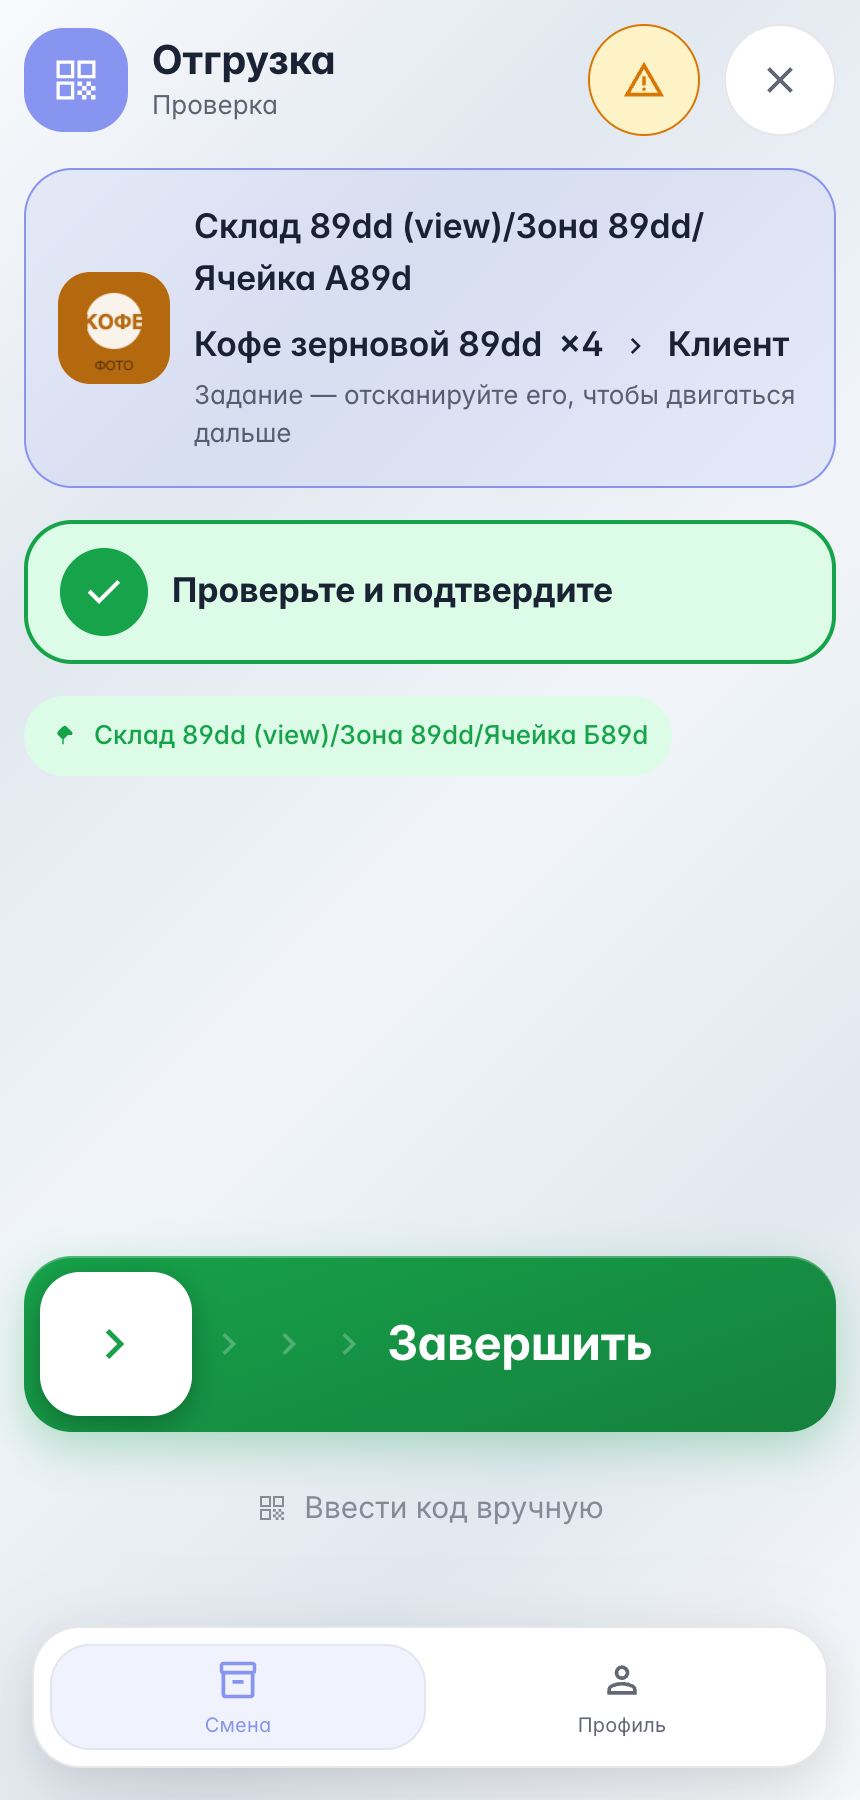 Отгрузка
Проверка
Склад 89dd (view)/Зона 89dd/
Ячейка А89d
КОФЕ
ФОТО
Кофе зерновой 89dd ×4 › Клиент
Задание — отсканируйте его, чтобы двигаться
дальше
Проверьте и подтвердите
Склад 89dd (view)/Зона 89dd/Ячейка Б89d
Завершить
Ввести код вручную
Смена
Профиль